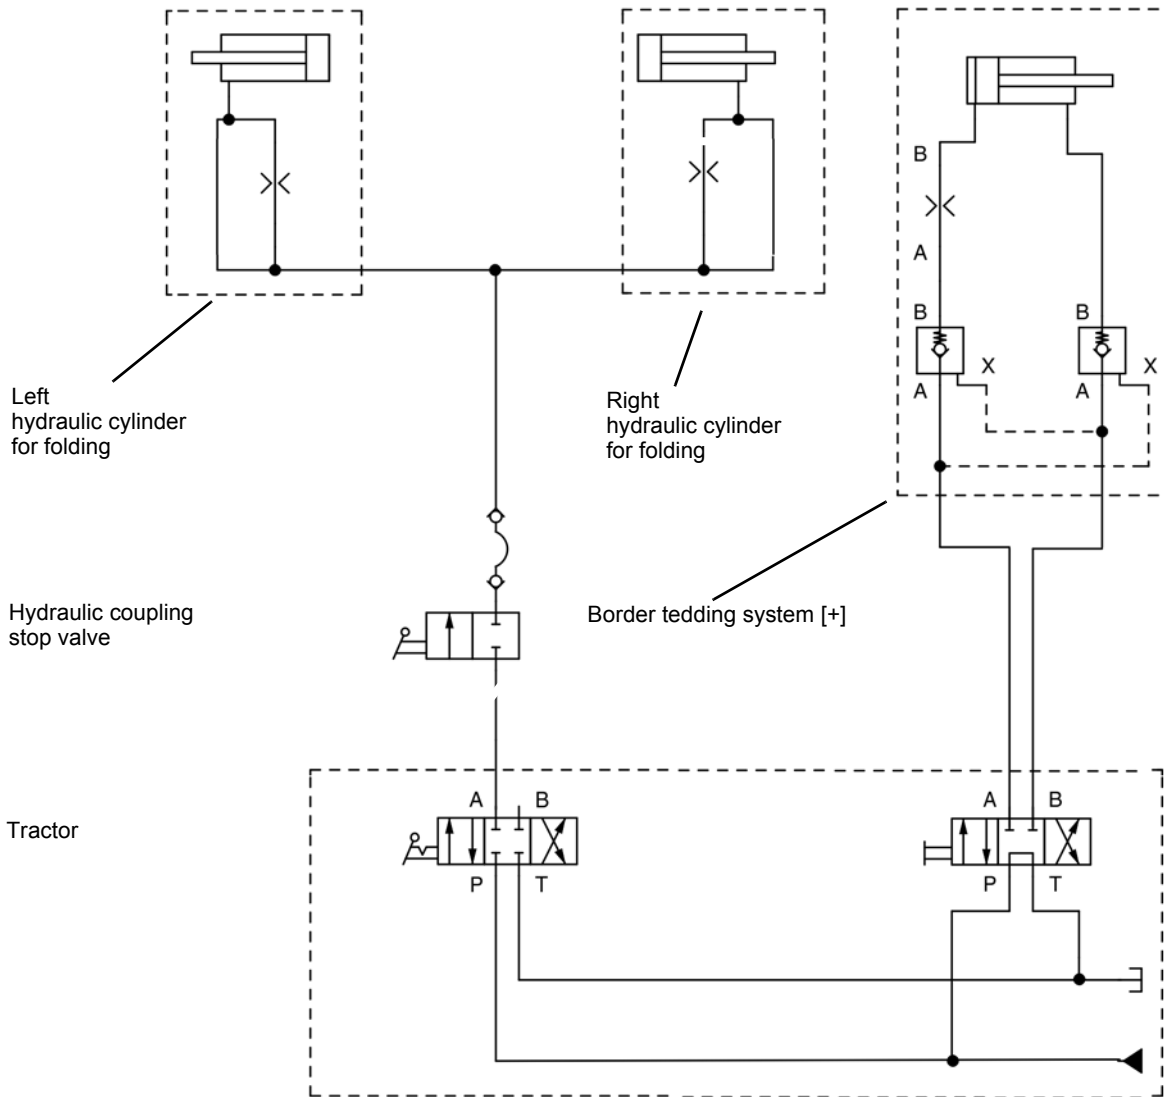 B
A
B
B
X
X
A
A
Left
hydraulic cylinder
for folding
Right
hydraulic cylinder
for folding
Hydraulic coupling
stop valve
Border tedding system [+]
A B
A B
Tractor
P T
P T